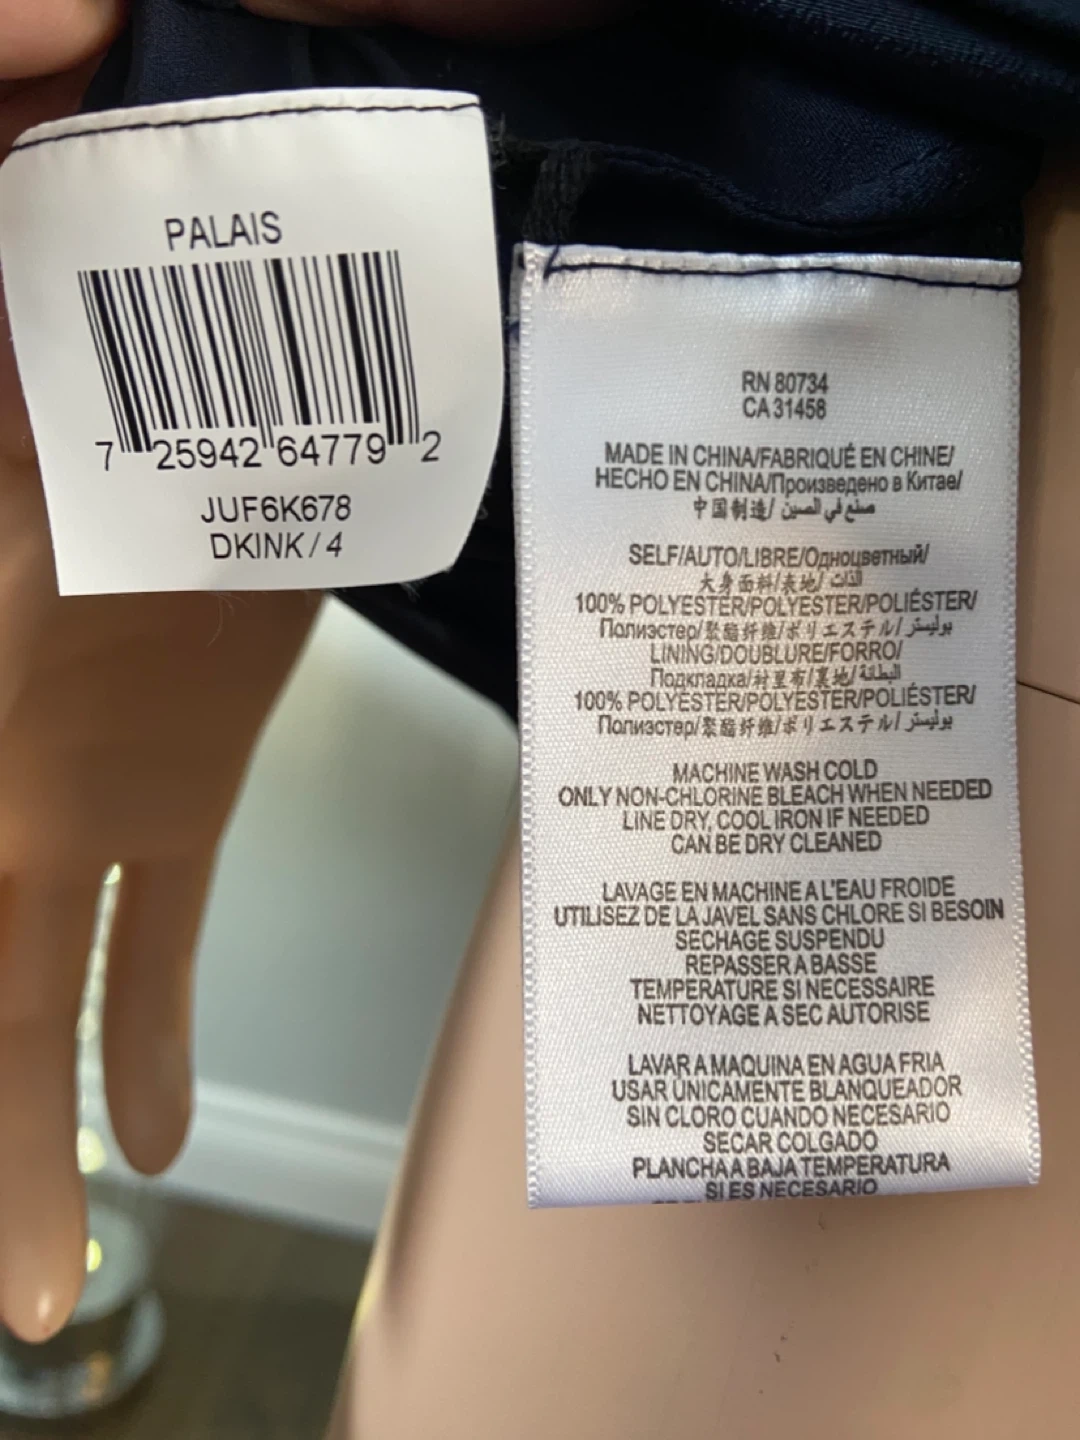 PALAIS
7 25942 64779 2
JUF6K678
DKINK / 4
RN 80734
CA 31458
MADE IN CHINA/FABRIQUÉ EN CHINE/
HECHO EN CHINA/Произведено в Китае/
中国制造/ صنع في الصين
SELF/AUTO/LIBRE/Одноцветный/
大身面料/表地/ الذات
100% POLYESTER/POLYESTER/POLIÉSTER/
Полиэстер/聚酯纤维/ポリエステル/ بوليستر
LINING/DOUBLURE/FORRO/
Подкладка/衬里布/裏地/ البطانة
100% POLYESTER/POLYESTER/POLIÉSTER/
Полиэстер/聚酯纤维/ポリエステル/ بوليستر
MACHINE WASH COLD
ONLY NON-CHLORINE BLEACH WHEN NEEDED
LINE DRY, COOL IRON IF NEEDED
CAN BE DRY CLEANED
LAVAGE EN MACHINE A L'EAU FROIDE
UTILISEZ DE LA JAVEL SANS CHLORE SI BESOIN
SECHAGE SUSPENDU
REPASSER A BASSE
TEMPERATURE SI NECESSAIRE
NETTOYAGE A SEC AUTORISE
LAVAR A MAQUINA EN AGUA FRIA
USAR ÚNICAMENTE BLANQUEADOR
SIN CLORO CUANDO NECESARIO
SECAR COLGADO
PLANCHA A BAJA TEMPERATURA
SI ES NECESARIO